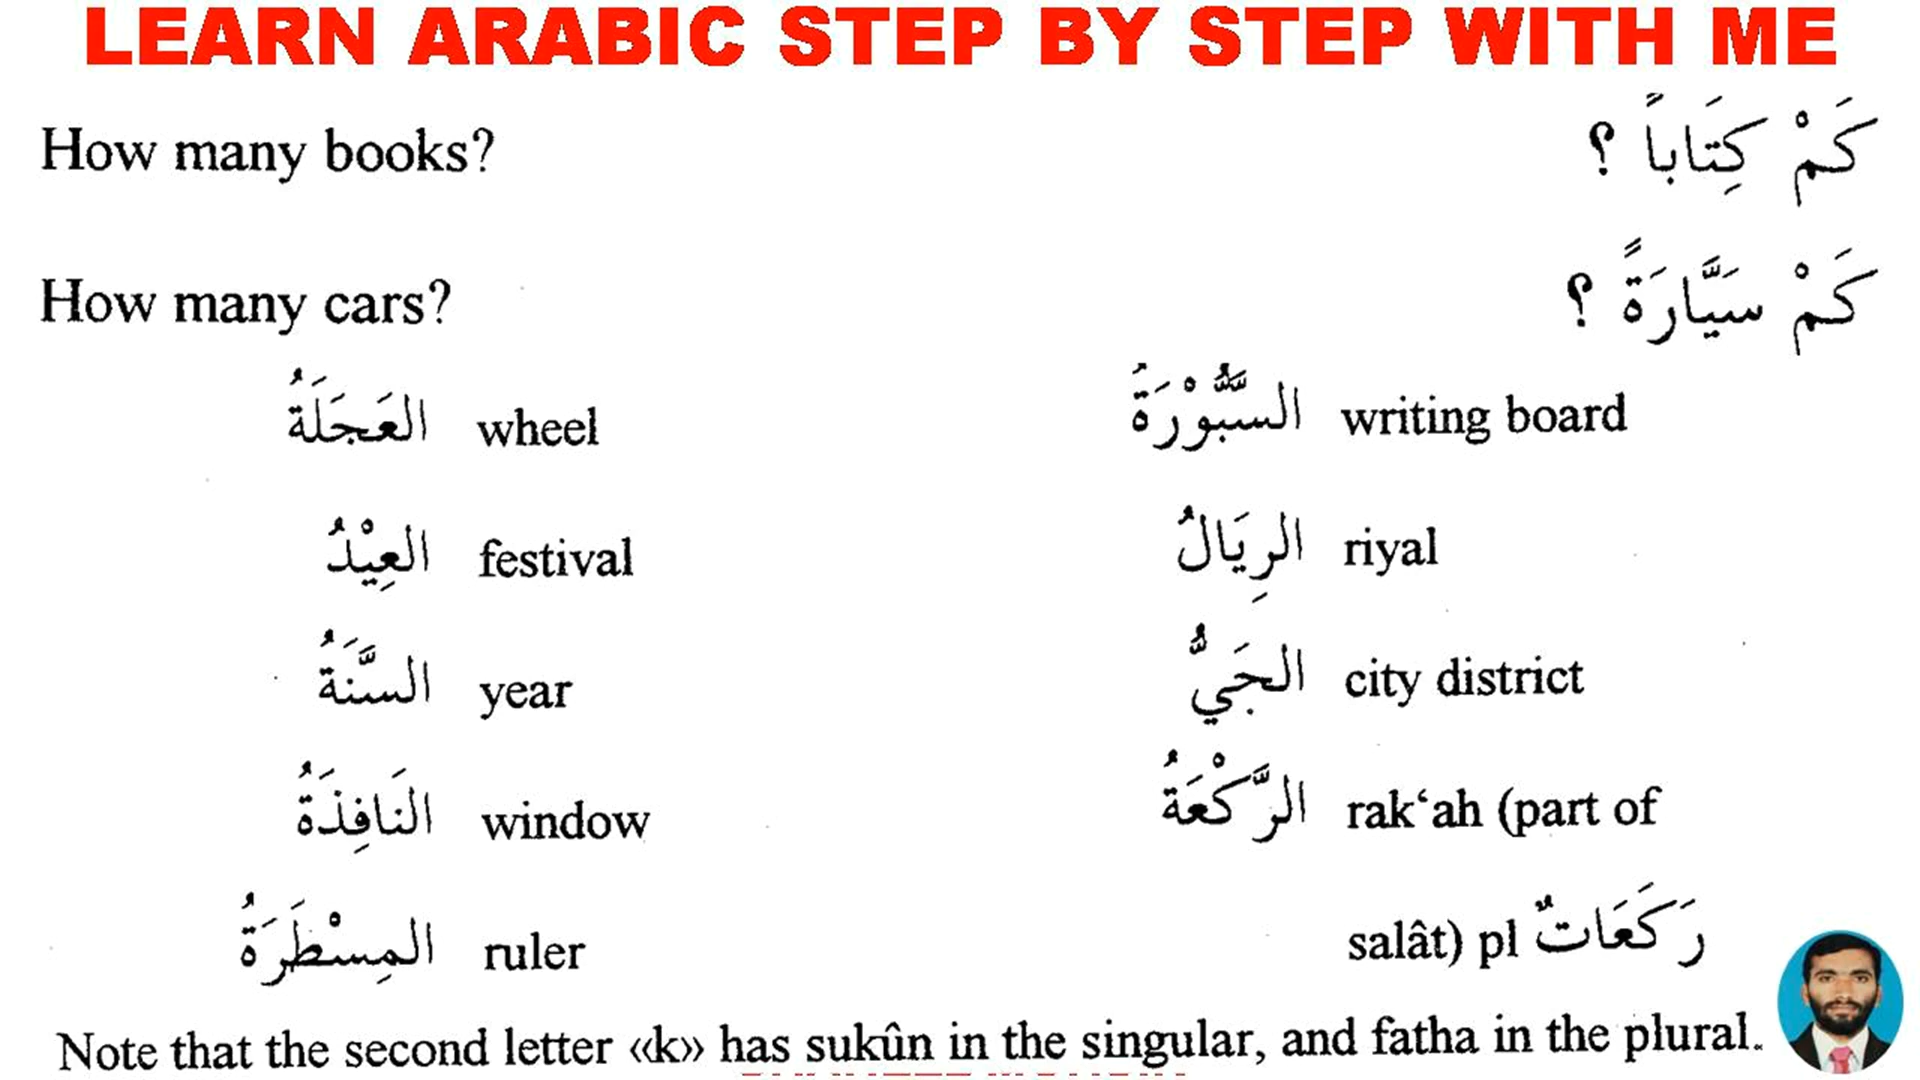 LEARN ARABIC STEP BY STEP WITH ME
How many books? كَمْ كِتَاباً ؟
How many cars? كَمْ سَيَّارَةً ؟
العَجَلَةُ wheel السَّبُّوْرَةُ writing board
العِيْدُ festival الرِيَالُ riyal
السَّنَةُ year الجَيُّ city district
النَافِذَةُ window الرَّكْعَةُ rak‘ah (part of
المِسْطَرَةُ ruler salât) pl رَكَعَاتٌ
Note that the second letter «k» has sukûn in the singular, and fatha in the plural.